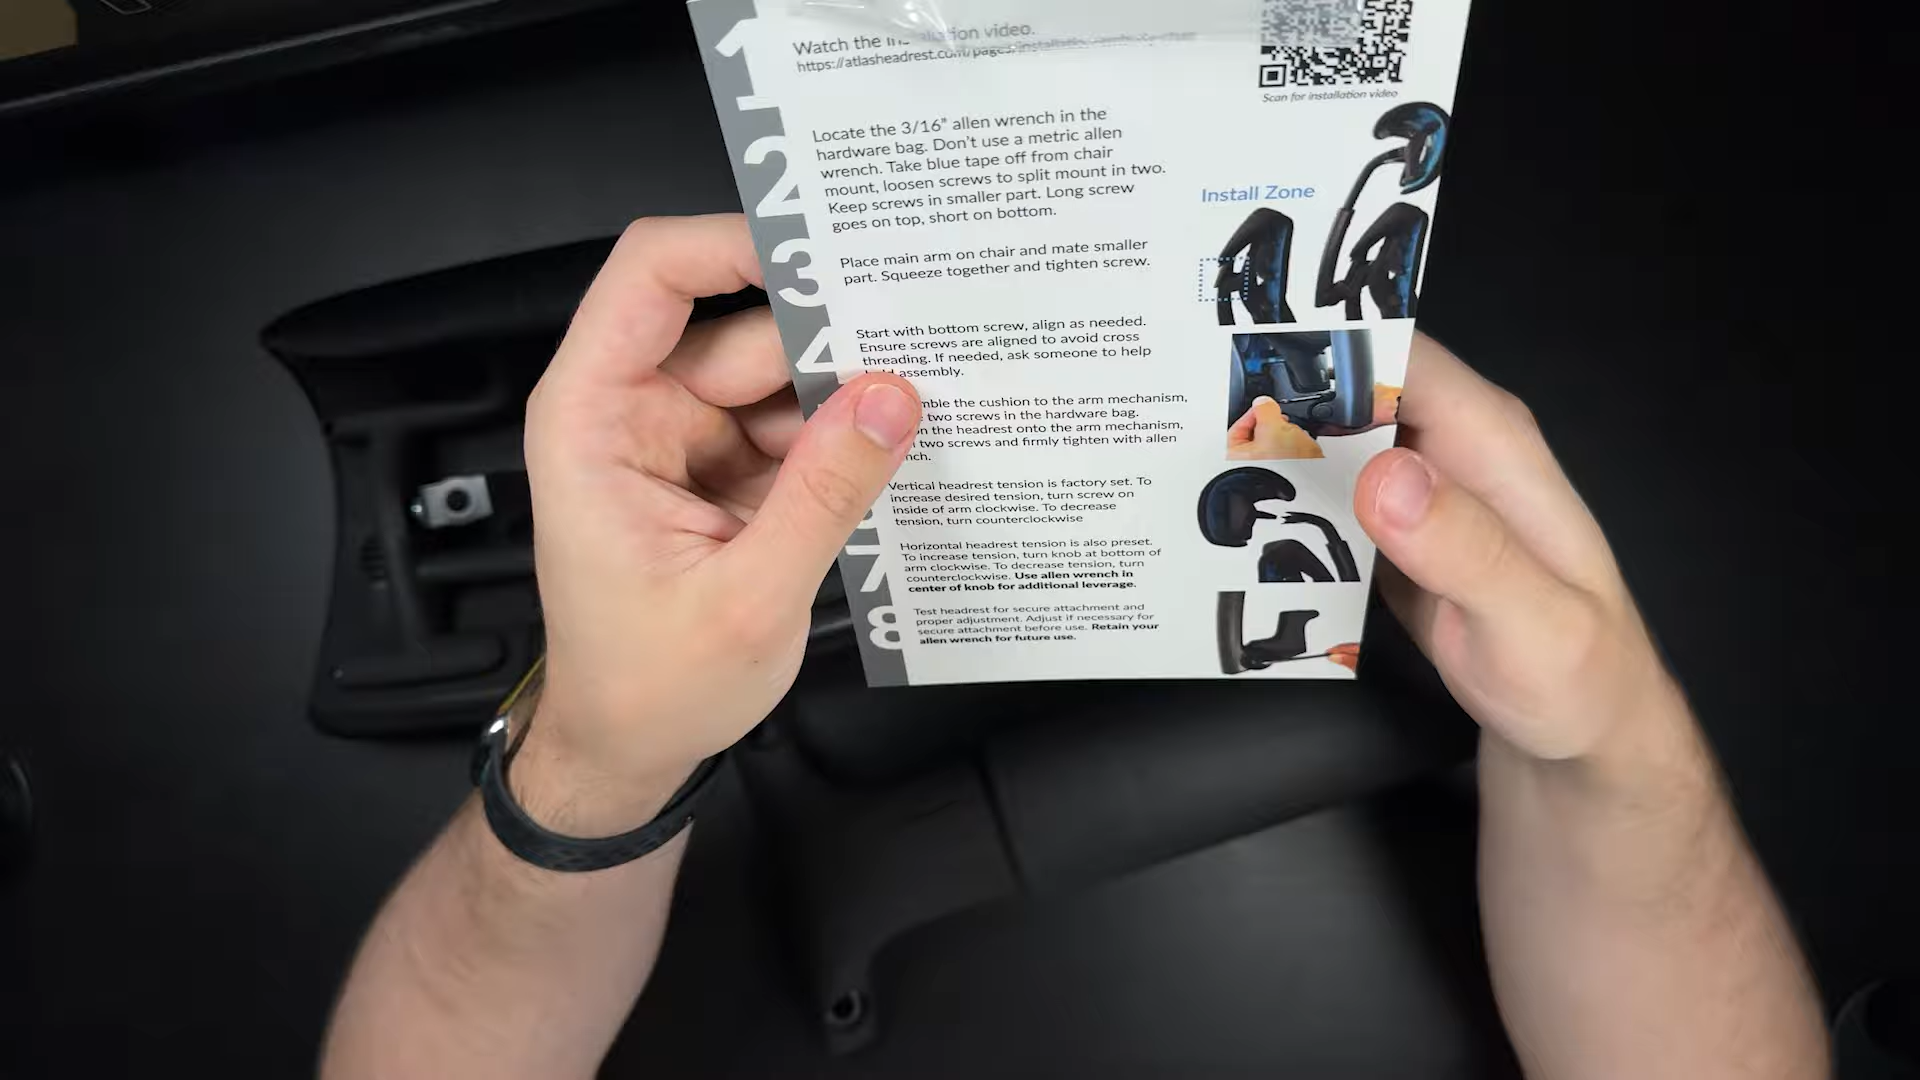 1
Watch the video.
https://atlasheadrest.com/pages/
Scan for installation video
2
Locate the 3/16" allen wrench in the
hardware bag. Don't use a metric allen
wrench. Take blue tape off from chair
mount, loosen screws to split mount in two.
Keep screws in smaller part. Long screw
goes on top, short on bottom.
Install Zone
3
Place main arm on chair and mate smaller
part. Squeeze together and tighten screw.
4
Start with bottom screw, align as needed.
Ensure screws are aligned to avoid cross
threading. If needed, ask someone to help
assembly.
the cushion to the arm mechanism,
two screws in the hardware bag.
the headrest onto the arm mechanism,
two screws and firmly tighten with allen
Vertical headrest tension is factory set. To
increase desired tension, turn screw on
inside of arm clockwise. To decrease
tension, turn counterclockwise
7
Horizontal headrest tension is also preset.
To increase tension, turn knob at bottom of
arm clockwise. To decrease tension, turn
counterclockwise. Use allen wrench in
center of knob for additional leverage.
8
Test headrest for secure attachment and
proper adjustment. Adjust if necessary for
secure attachment before use. Retain your
allen wrench for future use.